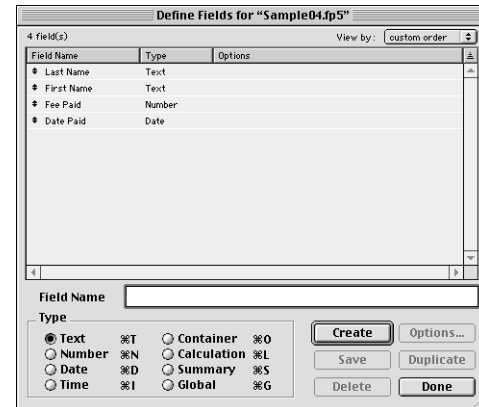 Define Fields for “Sample04.fp5”
4 field(s) View by: custom order
Field Name Type Options
Last Name Text
First Name Text
Fee Paid Number
Date Paid Date
Field Name
Type
Text ⌘T Container ⌘O
Number ⌘N Calculation ⌘L
Date ⌘D Summary ⌘S
Time ⌘I Global ⌘G
Create Options...
Save Duplicate
Delete Done